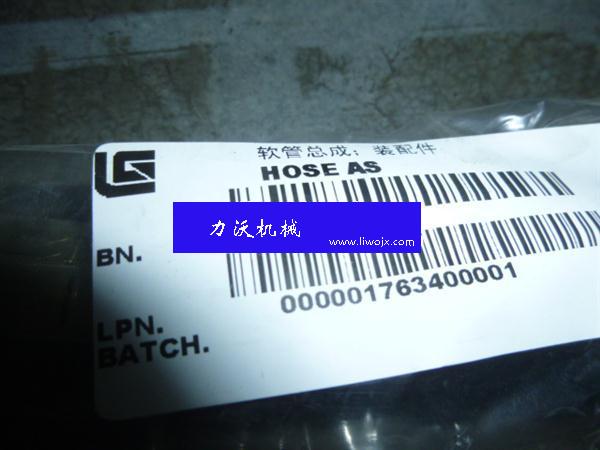 软管总成；装配件
HOSE AS
力沃机械
www.liwojx.com
BN.
000001763400001
LPN.
BATCH.